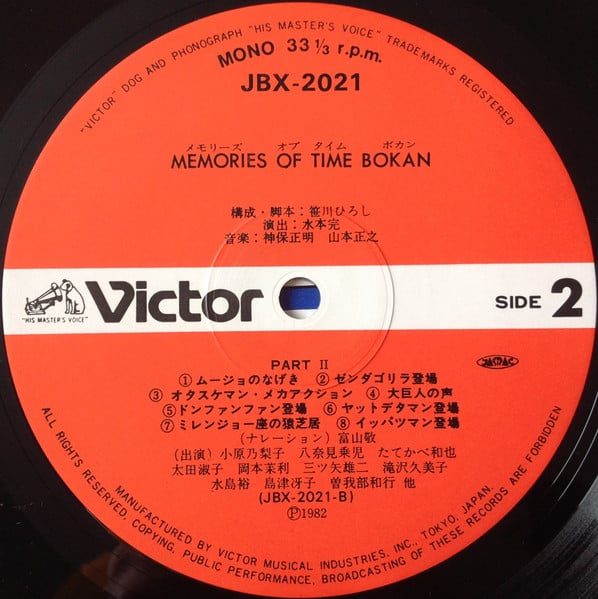 "VICTOR" DOG AND PHONOGRAPH "HIS MASTER'S VOICE" TRADEMARKS REGISTERED
MONO 33 1/3 r.p.m.
JBX-2021
メモリーズ オブ タイム ボカン
MEMORIES OF TIME BOKAN
構成・脚本：笹川ひろし
演出：水本完
音楽：神保正明 山本正之
"HIS MASTER'S VOICE" Victor SIDE 2
PART II
JASRAC
①ムージョのなげき ②ゼンダゴリラ登場
③オタスケマン・メカアクション ④大巨人の声
⑤ドンファンファン登場 ⑥ヤットデタマン登場
⑦ミレンジョー座の狼芝居 ⑧イッパツマン登場
(ナレーション) 富山敬
(出演) 小原乃梨子 八奈見乗児 たてかべ和也
太田淑子 岡本茉利 三ツ矢雄二 滝沢久美子
水島裕 島津冴子 曽我部和行 他
(JBX-2021-B)
Ⓟ1982
ALL RIGHTS RESERVED, COPYING, PUBLIC PERFORMANCE, BROADCASTING OF THESE RECORDS ARE FORBIDDEN
MANUFACTURED BY VICTOR MUSICAL INDUSTRIES, INC., TOKYO, JAPAN.